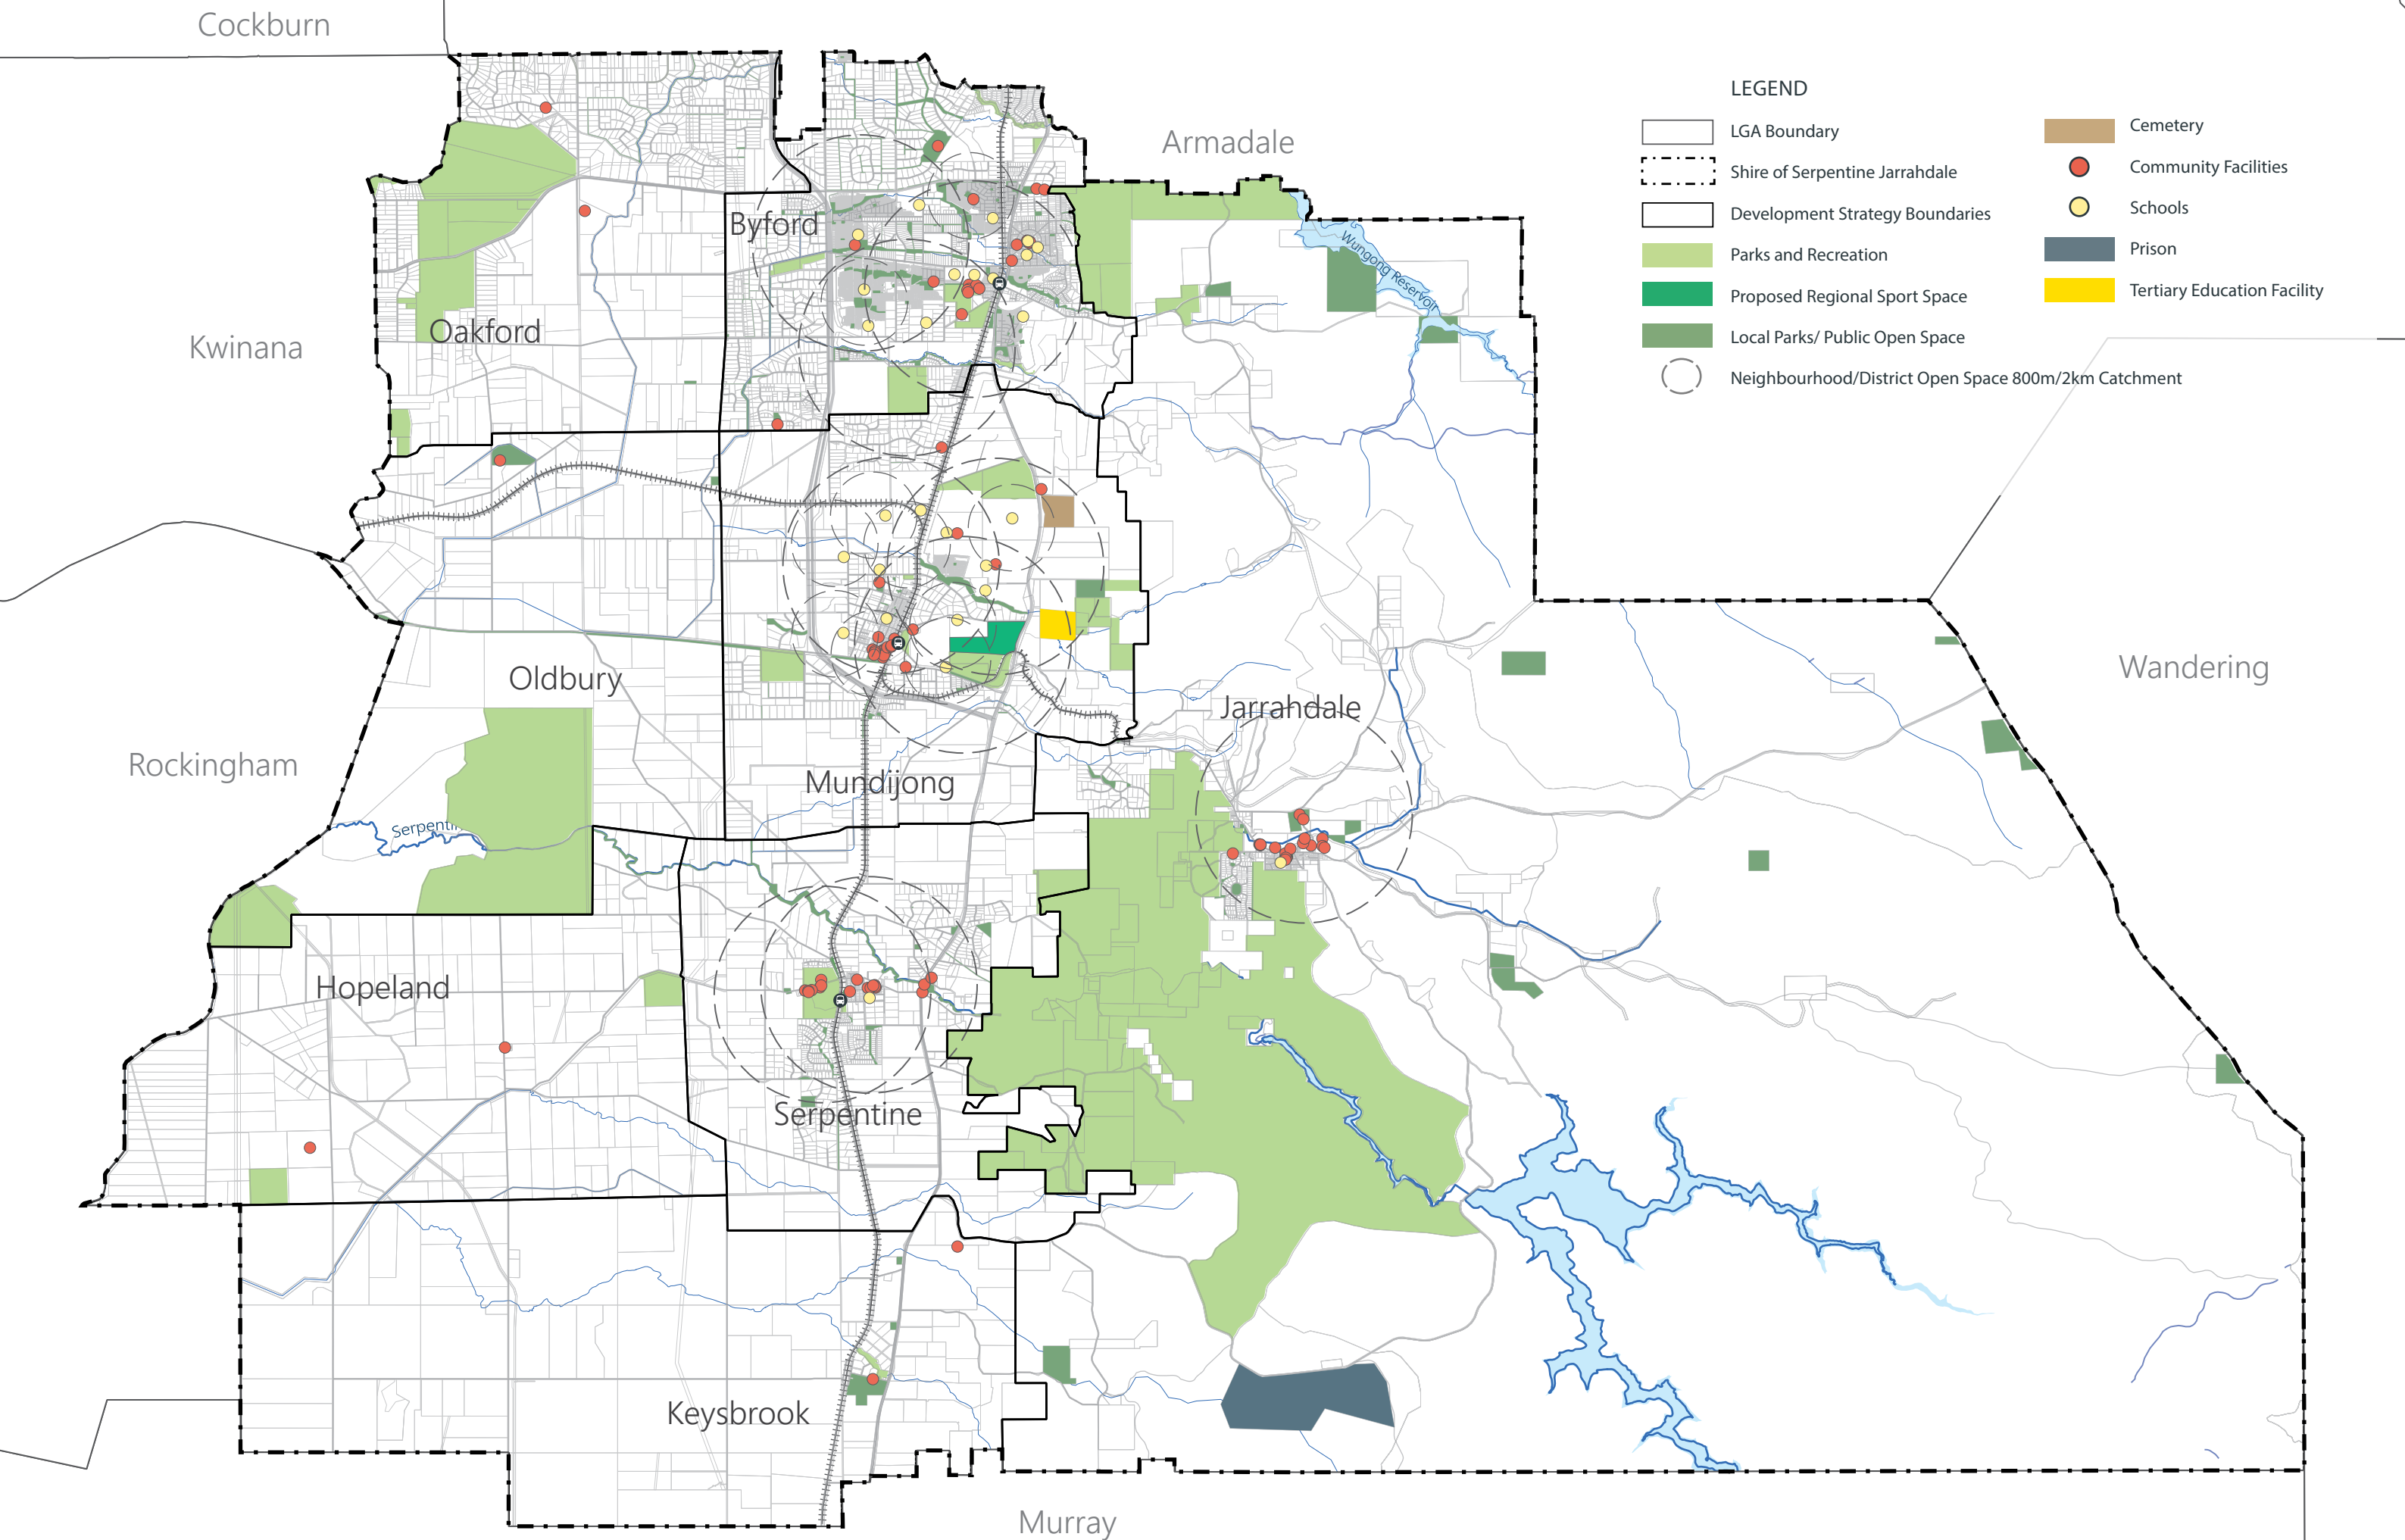 Cockburn
Armadale
Byford
Kwinana
Oakford
Wungong Reservoir
LEGEND
LGA Boundary
Shire of Serpentine Jarrahdale
Development Strategy Boundaries
Parks and Recreation
Proposed Regional Sport Space
Local Parks/ Public Open Space
Neighbourhood/District Open Space 800m/2km Catchment
Cemetery
Community Facilities
Schools
Prison
Tertiary Education Facility
Oldbury
Jarrahdale
Wandering
Rockingham
Mundijong
Hopeland
Serpentine
Keysbrook
Murray